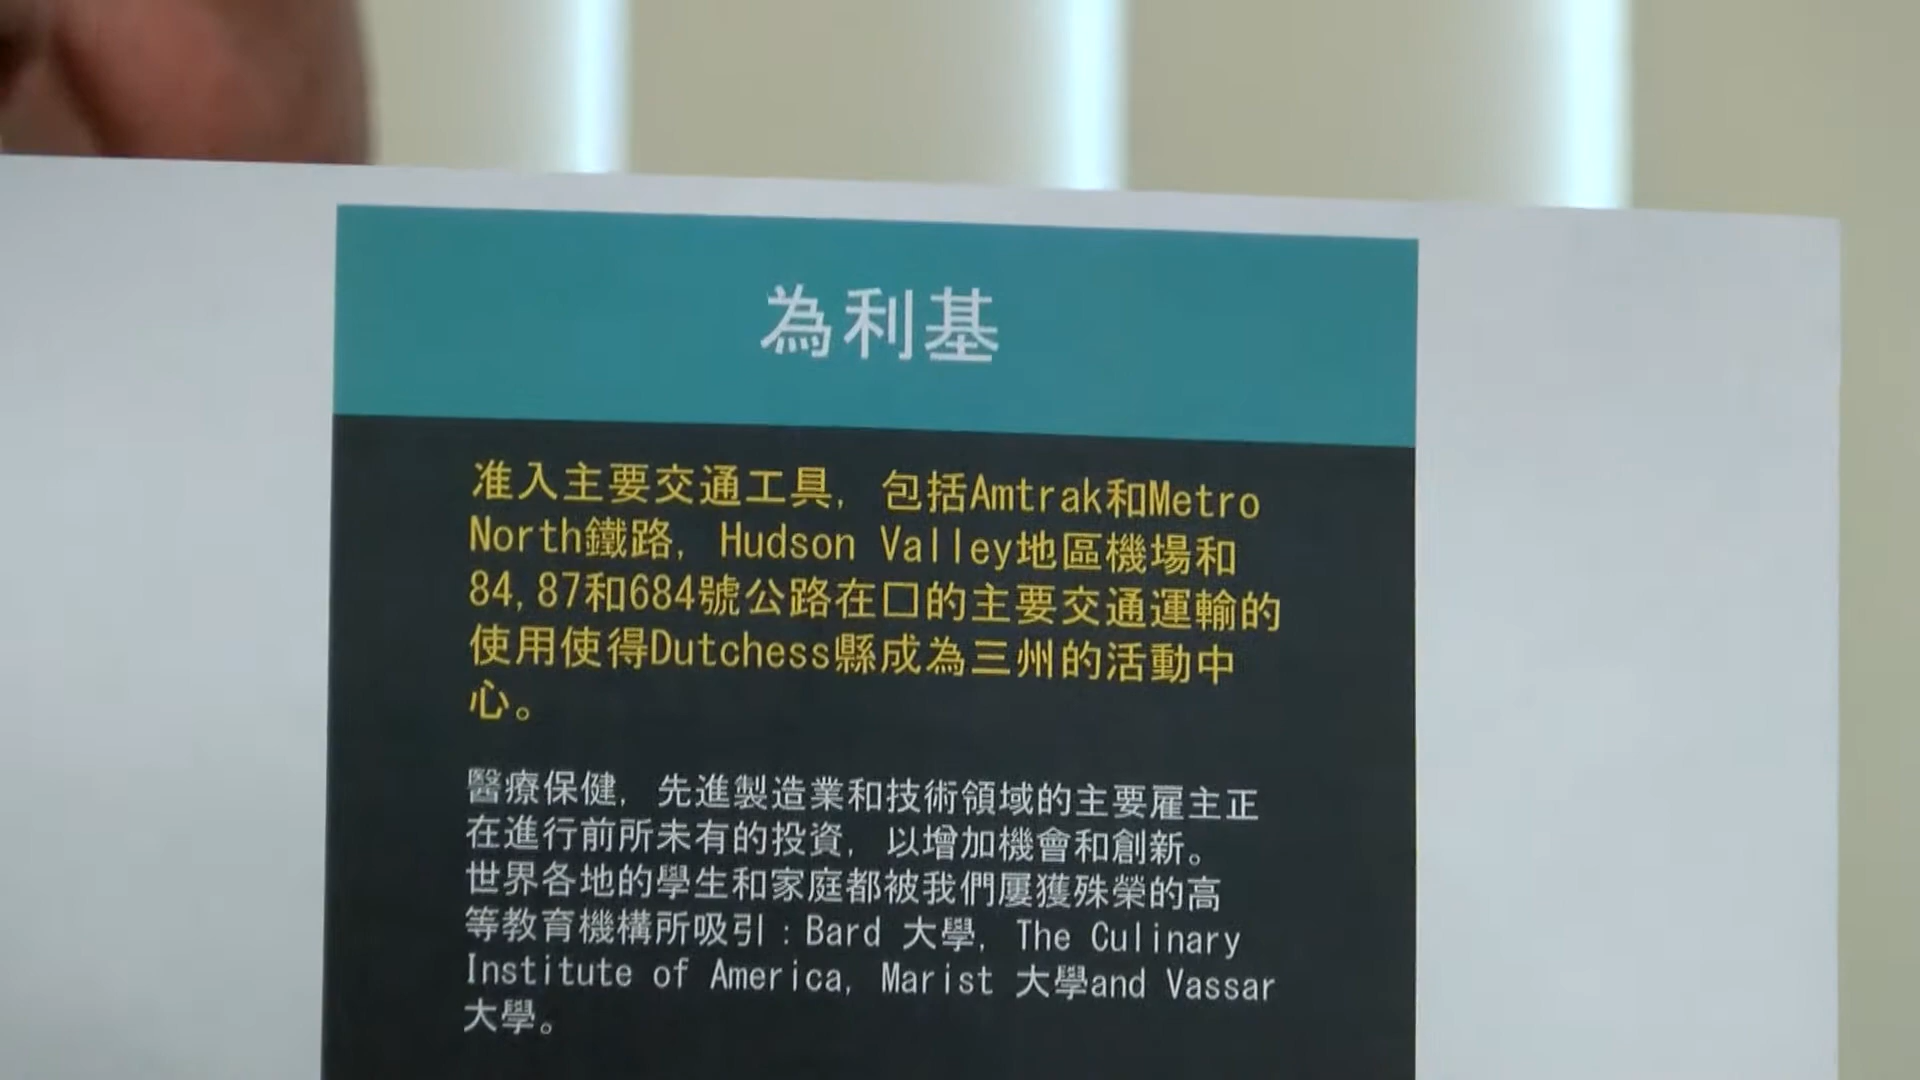 為利基
准入主要交通工具, 包括Amtrak和Metro
North鐵路, Hudson Valley地區機場和
84,87和684號公路在口的主要交通運輸的
使用使得Dutchess縣成為三州的活動中
心。
醫療保健, 先進製造業和技術領域的主要雇主正
在進行前所未有的投資, 以增加機會和創新。
世界各地的學生和家庭都被我們屢獲殊榮的高
等教育機構所吸引:Bard 大學, The Culinary
Institute of America, Marist 大學and Vassar
大學。